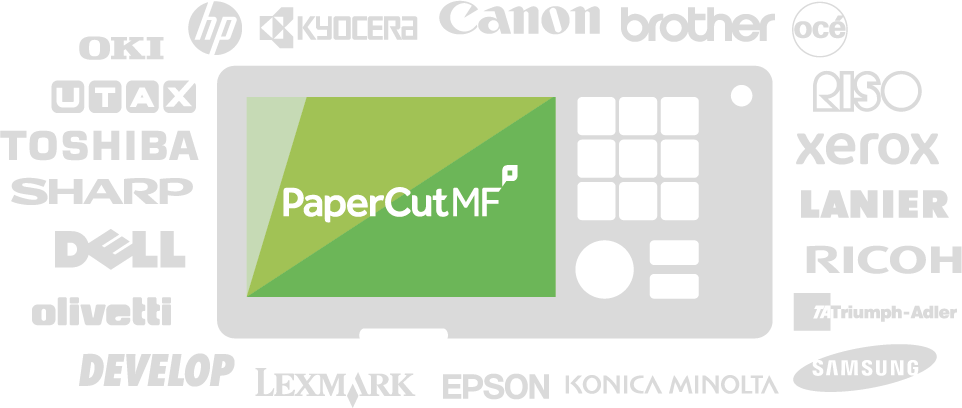 hp
KYOCERA
Canon
brother
océ
OKI
UTAX
TOSHIBA
SHARP
DELL
olivetti
DEVELOP
PaperCut MF
RISO
xerox
LANIER
RICOH
TA Triumph-Adler
SAMSUNG
LEXMARK
EPSON
KONICA MINOLTA